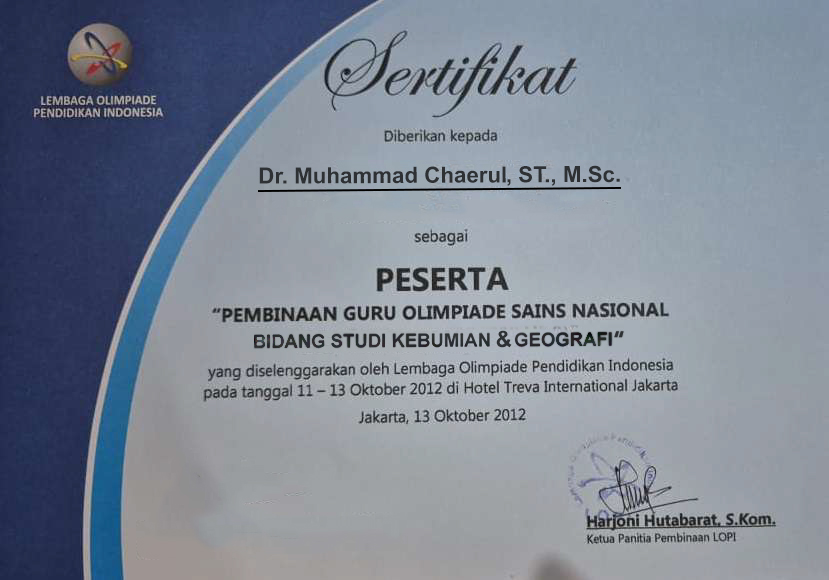 LEMBAGA OLIMPIADE
PENDIDIKAN INDONESIA
Sertifikat
Diberikan kepada
Dr. Muhammad Chaerul, ST., M.Sc.
sebagai
PESERTA
“PEMBINAAN GURU OLIMPIADE SAINS NASIONAL
BIDANG STUDI KEBUMIAN & GEOGRAFI”
yang diselenggarakan oleh Lembaga Olimpiade Pendidikan Indonesia
pada tanggal 11 – 13 Oktober 2012 di Hotel Treva International Jakarta
Jakarta, 13 Oktober 2012
Harjoni Hutabarat, S.Kom.
Ketua Panitia Pembinaan LOPI